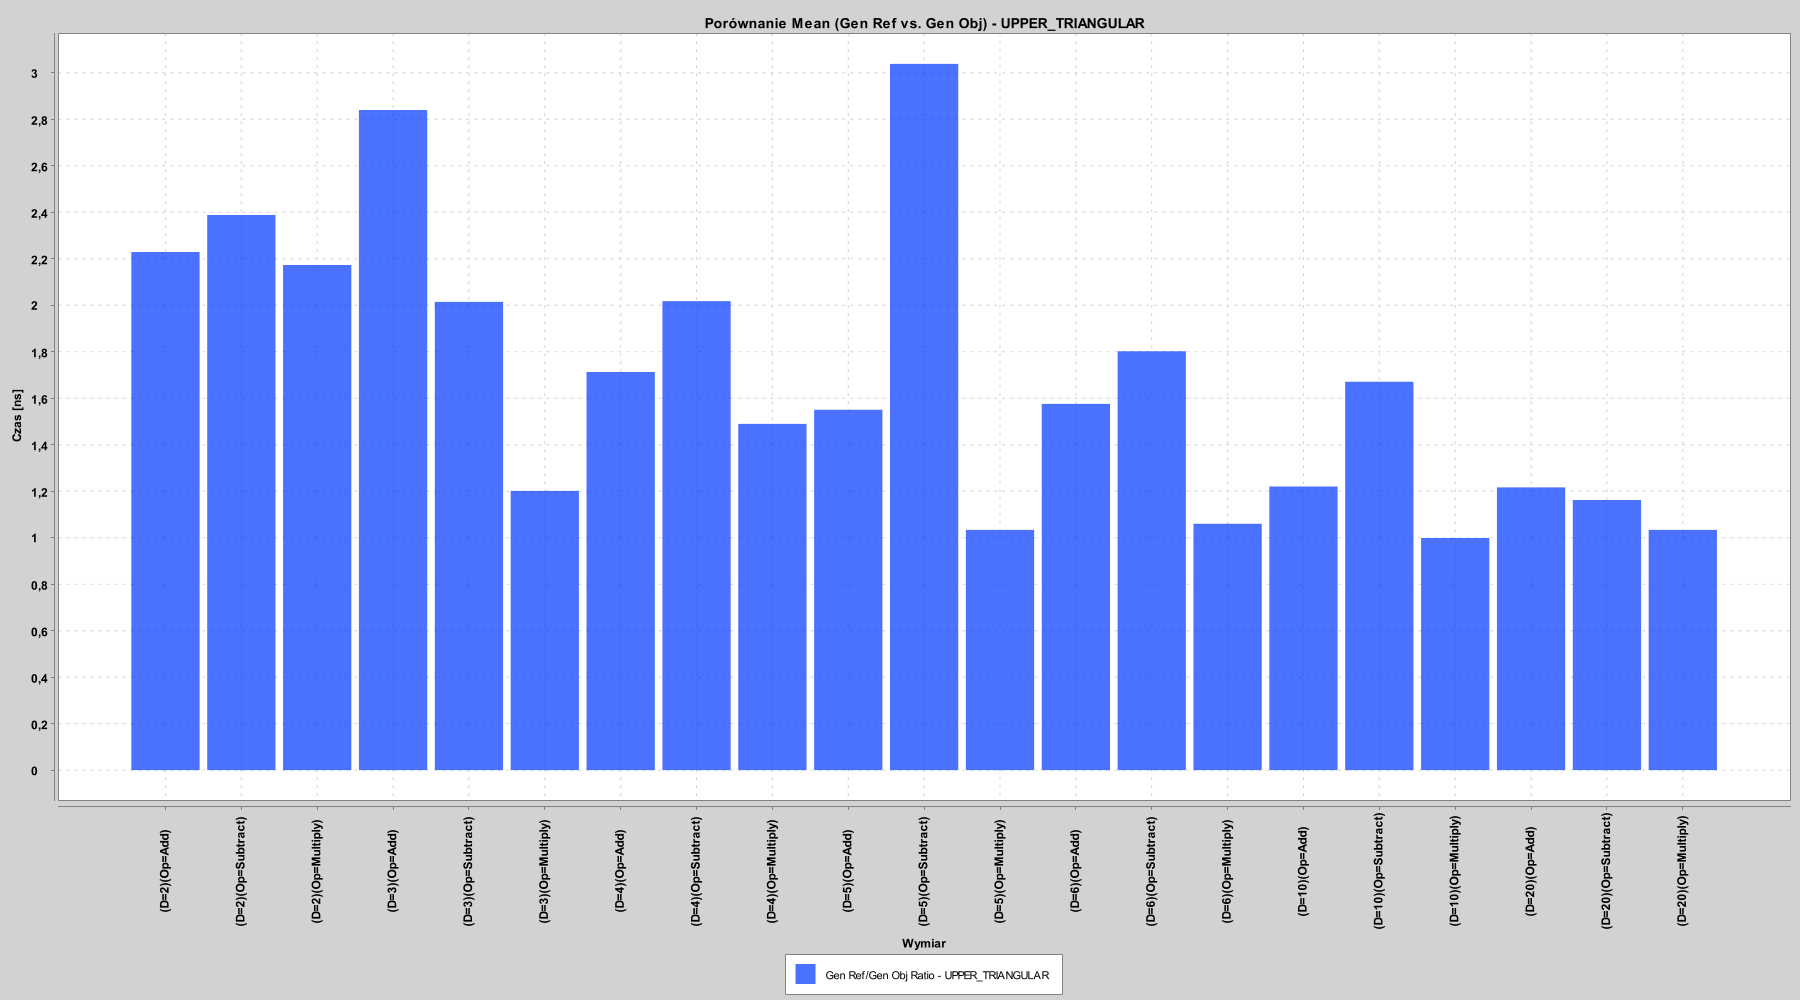 Porównanie Mean (Gen Ref vs. Gen Obj) - UPPER_TRIANGULAR
Czas [ns]
3
2,8
2,6
2,4
2,2
2
1,8
1,6
1,4
1,2
1
0,8
0,6
0,4
0,2
0
(D=2)(Op=Add)
(D=2)(Op=Subtract)
(D=2)(Op=Multiply)
(D=3)(Op=Add)
(D=3)(Op=Subtract)
(D=3)(Op=Multiply)
(D=4)(Op=Add)
(D=4)(Op=Subtract)
(D=4)(Op=Multiply)
(D=5)(Op=Add)
(D=5)(Op=Subtract)
(D=5)(Op=Multiply)
(D=6)(Op=Add)
(D=6)(Op=Subtract)
(D=6)(Op=Multiply)
(D=10)(Op=Add)
(D=10)(Op=Subtract)
(D=10)(Op=Multiply)
(D=20)(Op=Add)
(D=20)(Op=Subtract)
(D=20)(Op=Multiply)
Wymiar
Gen Ref/Gen Obj Ratio - UPPER_TRIANGULAR